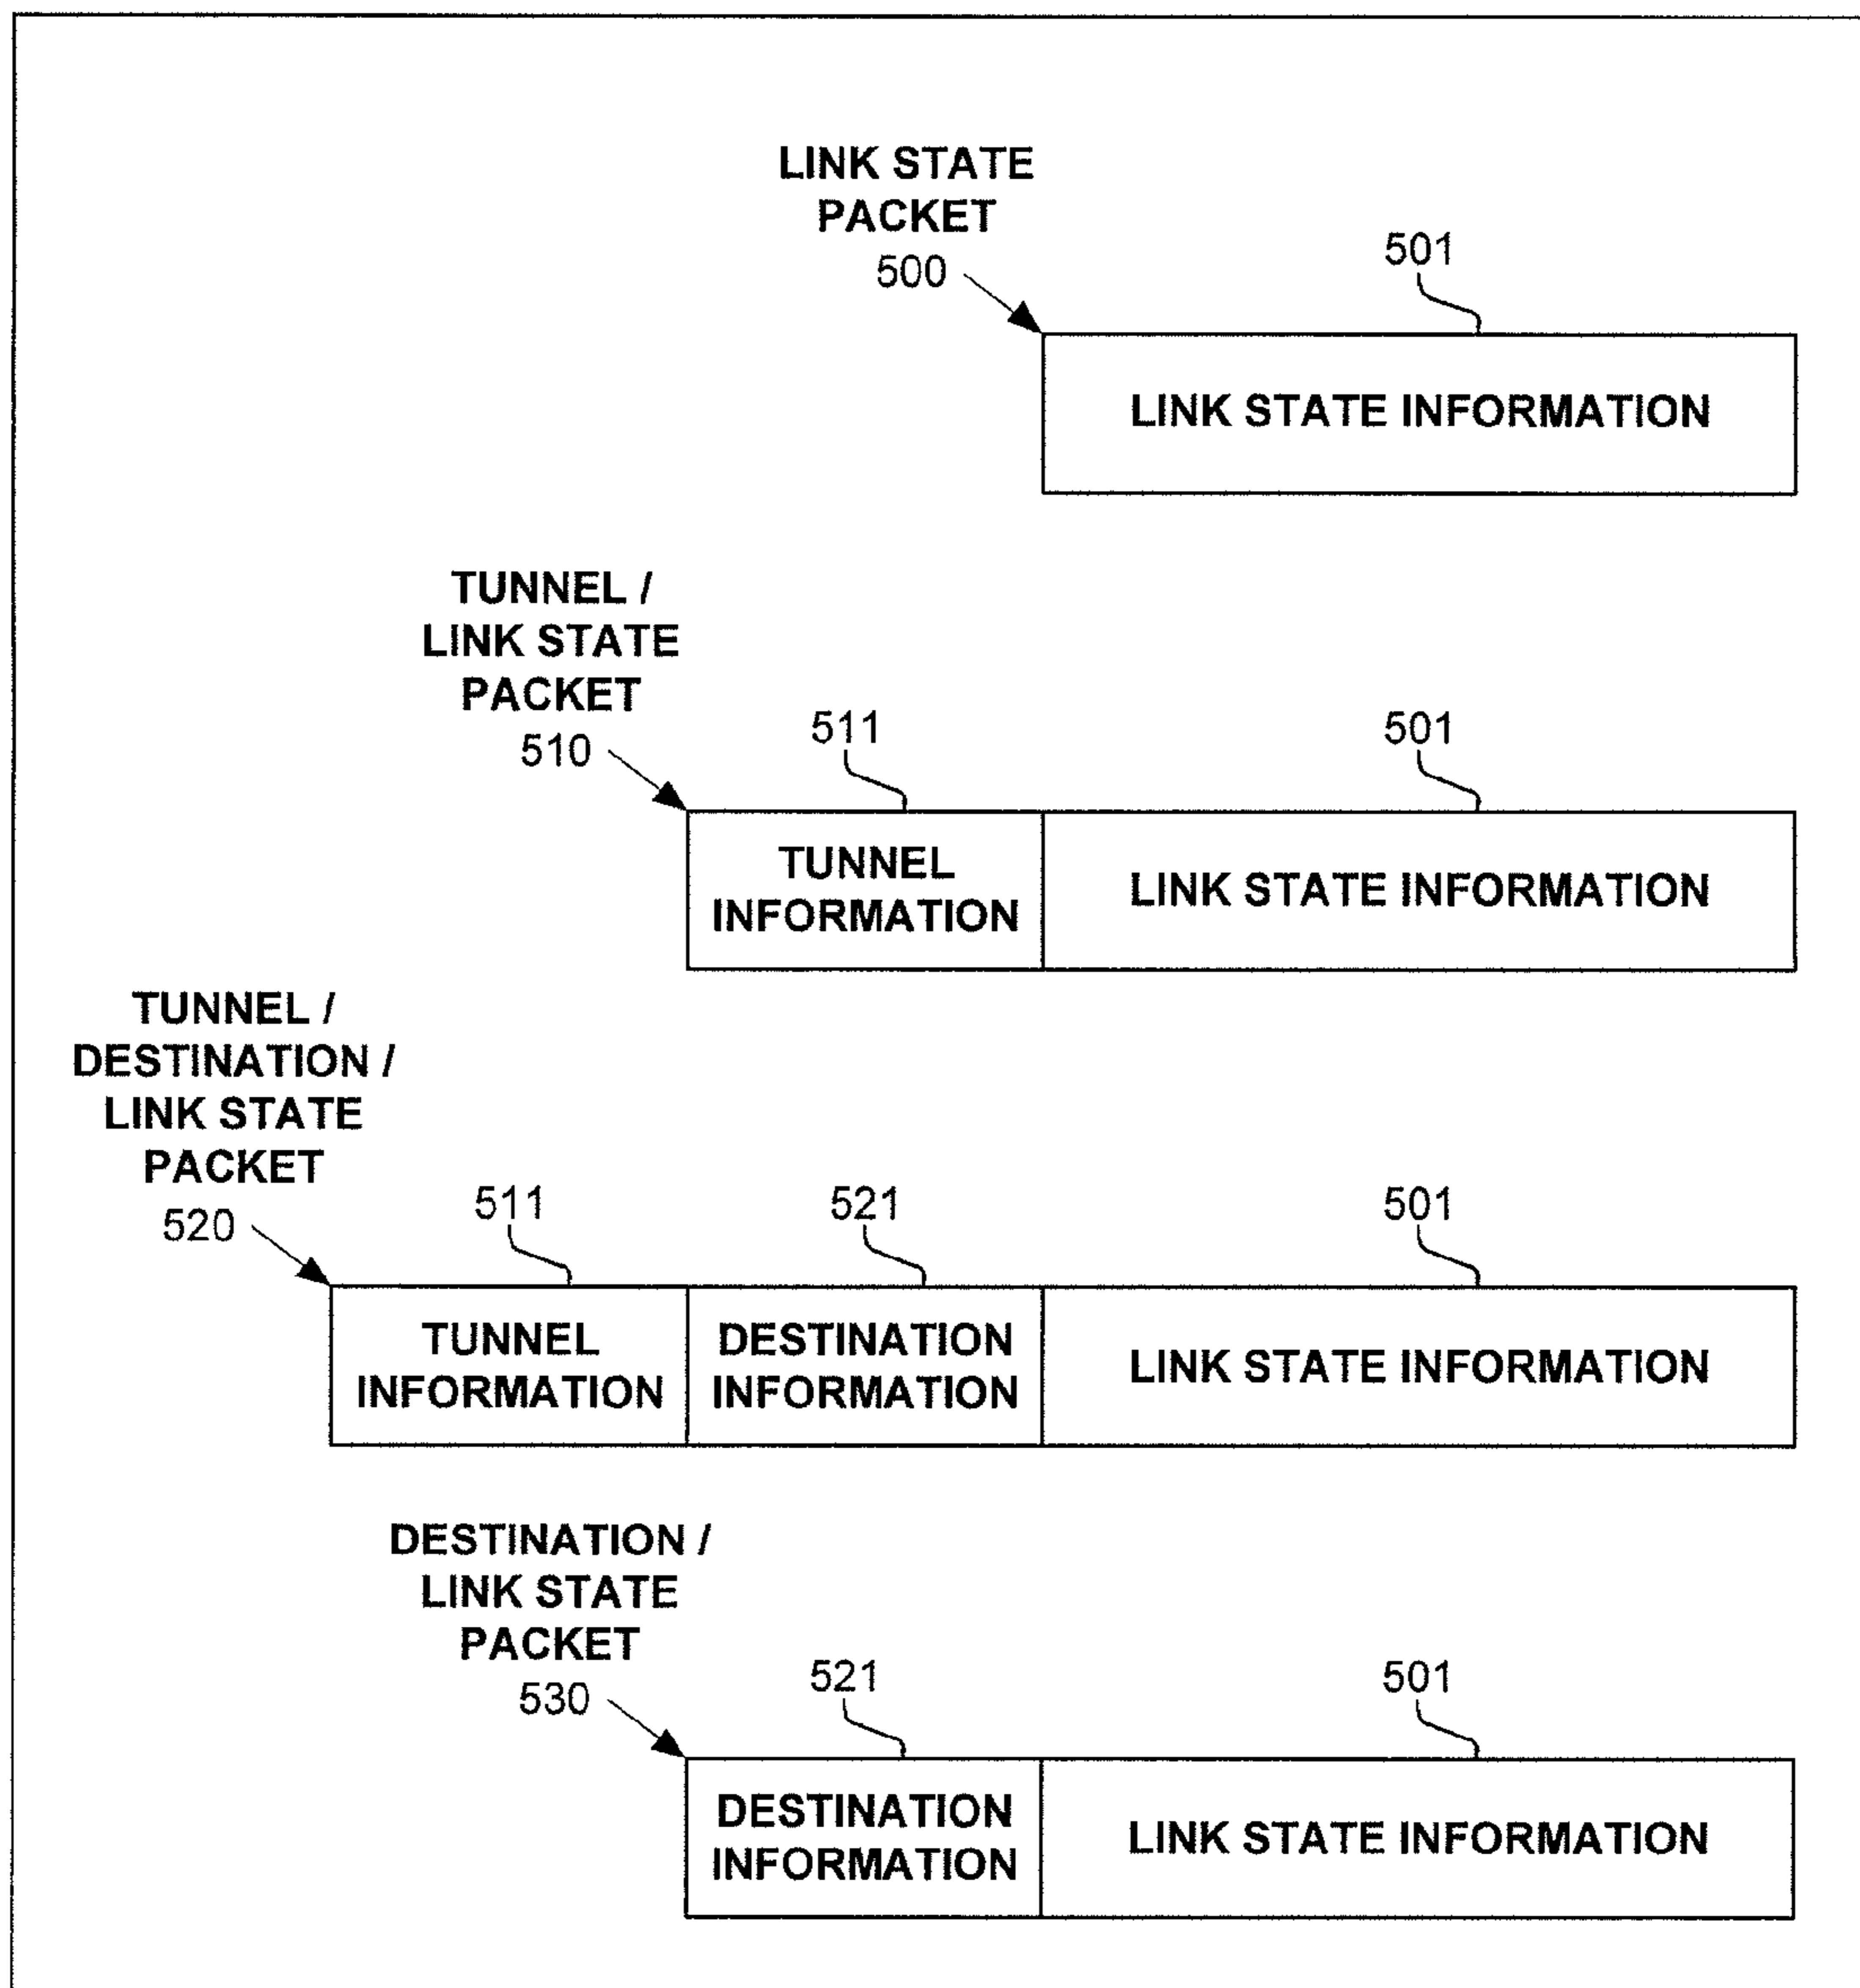 LINK STATE
PACKET
500
501
LINK STATE INFORMATION
TUNNEL /
LINK STATE
PACKET
510
511
501
TUNNEL
INFORMATION
LINK STATE INFORMATION
TUNNEL /
DESTINATION /
LINK STATE
PACKET
520
511
521
501
TUNNEL
INFORMATION
DESTINATION
INFORMATION
LINK STATE INFORMATION
DESTINATION /
LINK STATE
PACKET
530
521
501
DESTINATION
INFORMATION
LINK STATE INFORMATION